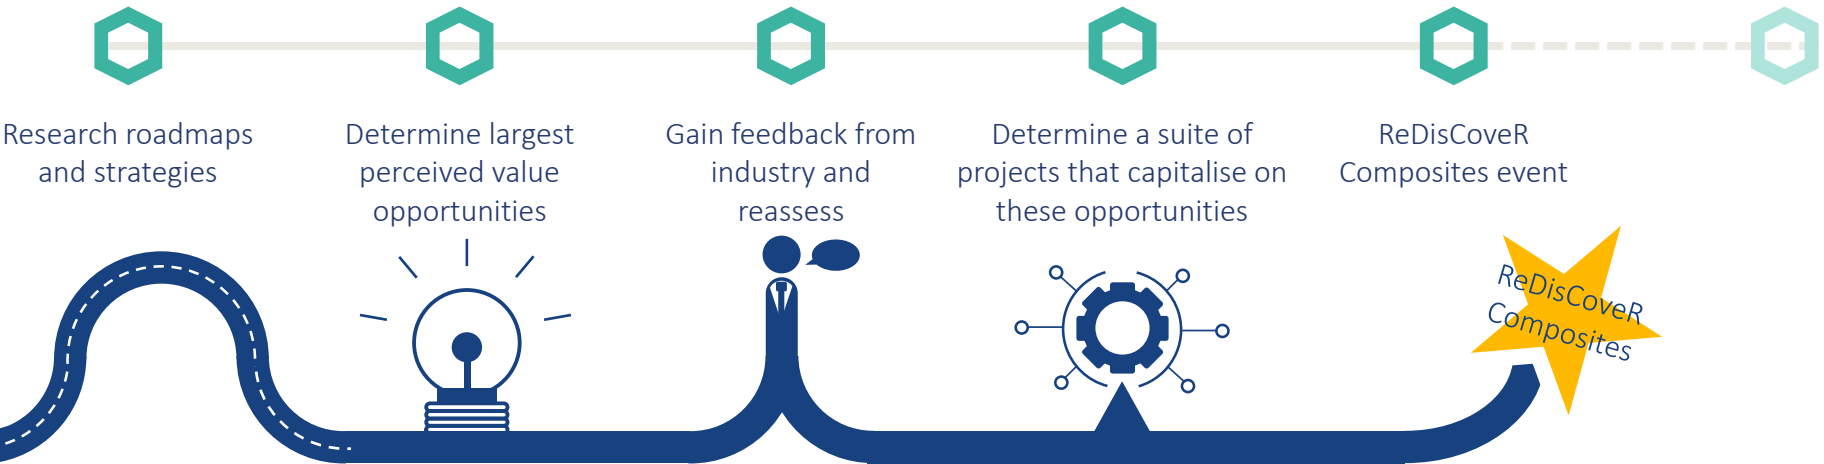 Research roadmaps
and strategies
Determine largest
perceived value
opportunities
Gain feedback from
industry and
reassess
Determine a suite of
projects that capitalise on
these opportunities
ReDisCoveR
Composites event
ReDisCoveR
Composites